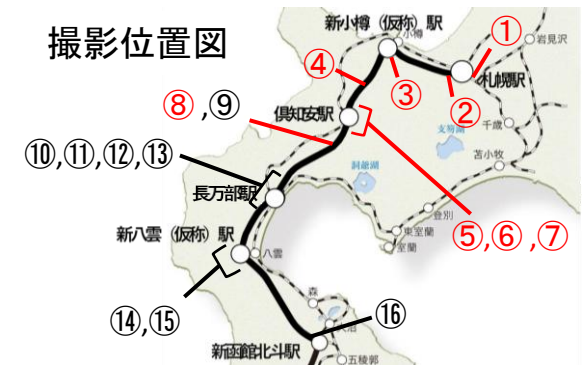 撮影位置図
新小樽（仮称）駅
小樽
①
岩見沢
④
③
②
札幌駅
⑧,⑨
倶知安駅
千歳
支笏湖
苫小牧
⑩,⑪,⑫,⑬
洞爺湖
長万部駅
登別
⑤,⑥,⑦
東室蘭
室蘭
新八雲（仮称）駅
八雲
森
⑭,⑮
⑯
大沼
新函館北斗駅
五稜郭